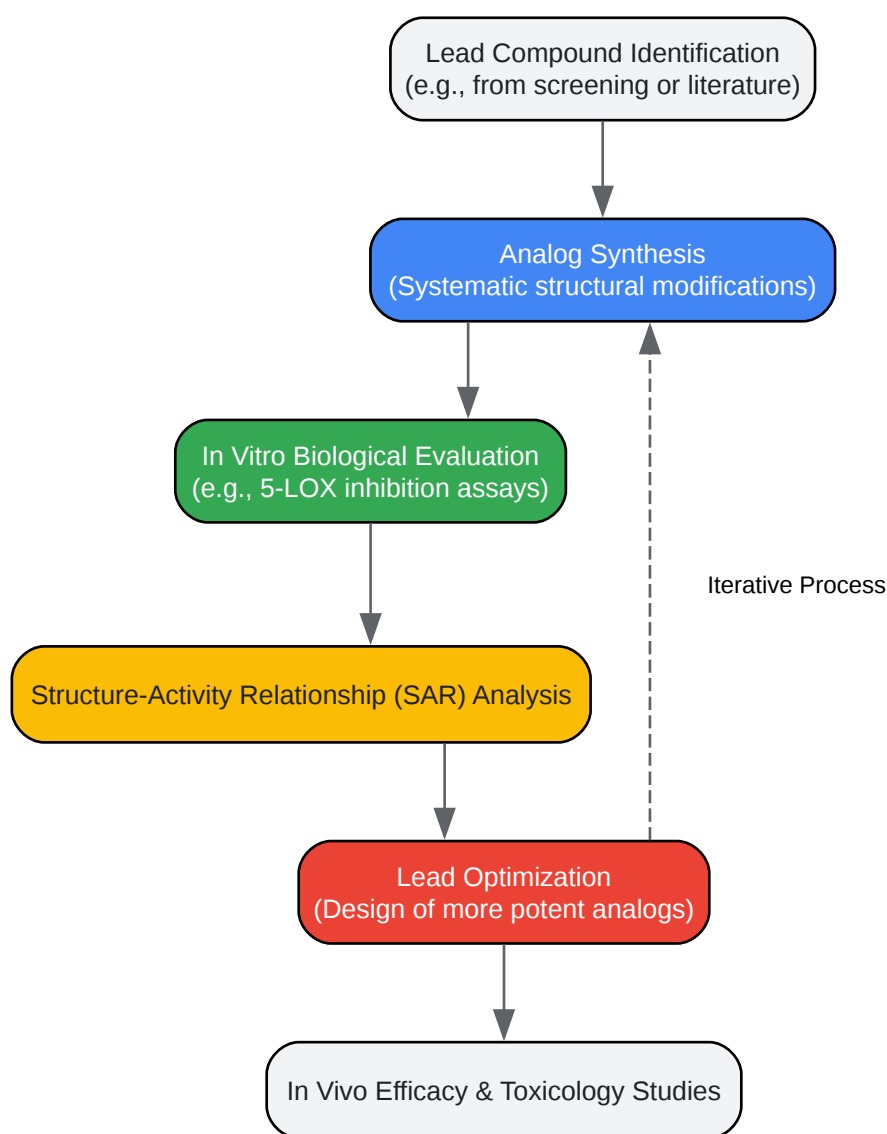 Lead Compound Identification
(e.g., from screening or literature)
Analog Synthesis
(Systematic structural modifications)
In Vitro Biological Evaluation
(e.g., 5-LOX inhibition assays)
Iterative Process
Structure-Activity Relationship (SAR) Analysis
Lead Optimization
(Design of more potent analogs)
In Vivo Efficacy & Toxicology Studies